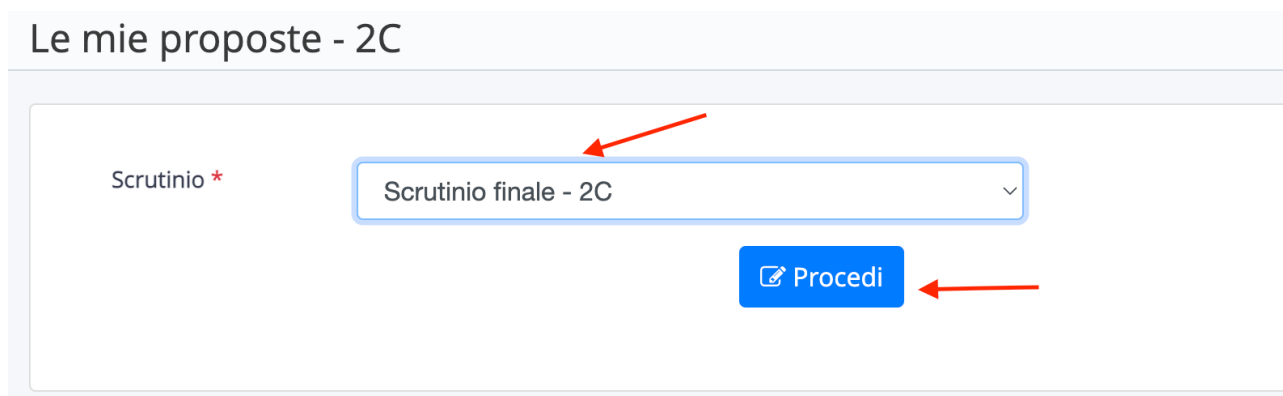 Le mie proposte - 2C
Scrutinio *
Scrutinio finale - 2C
Procedi